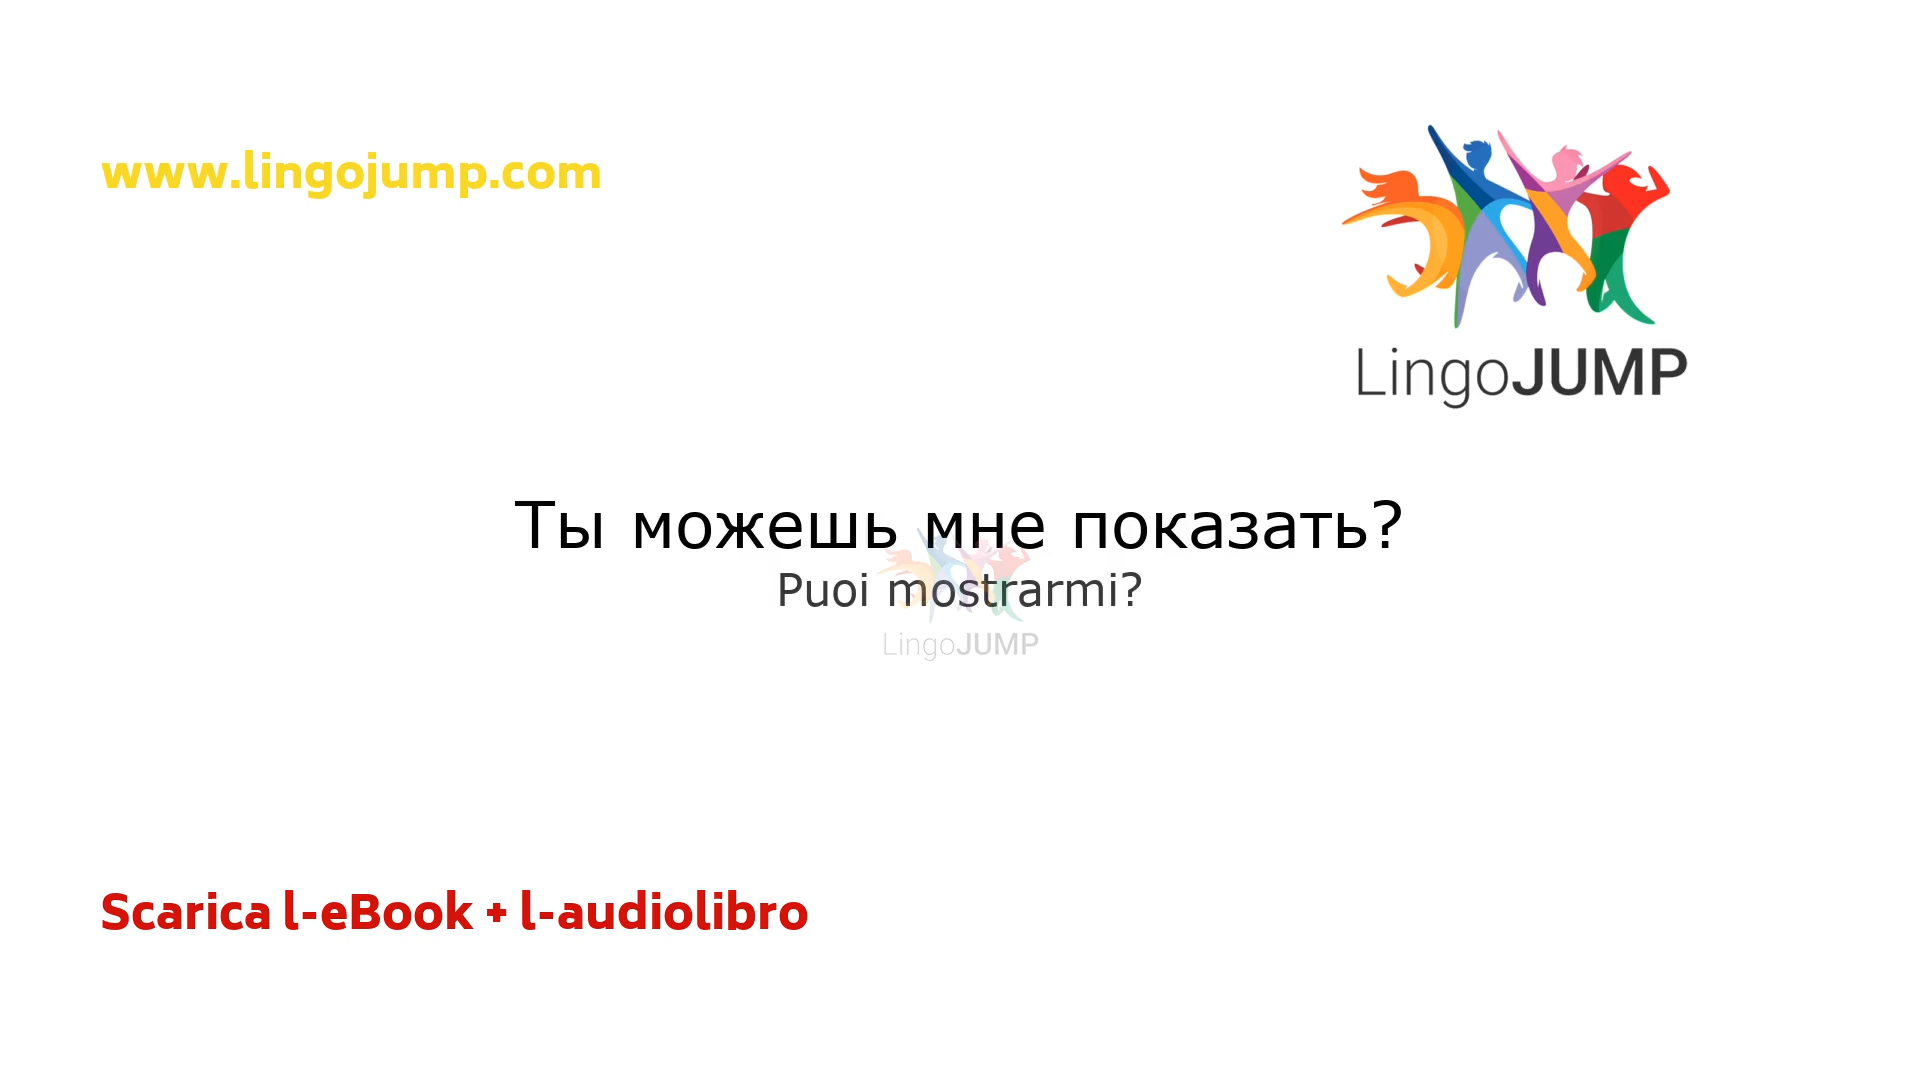 www.lingojump.com
LingoJUMP
Ты можешь мне показать?
Puoi mostrarmi?
LingoJUMP
Scarica l-eBook + l-audiolibro